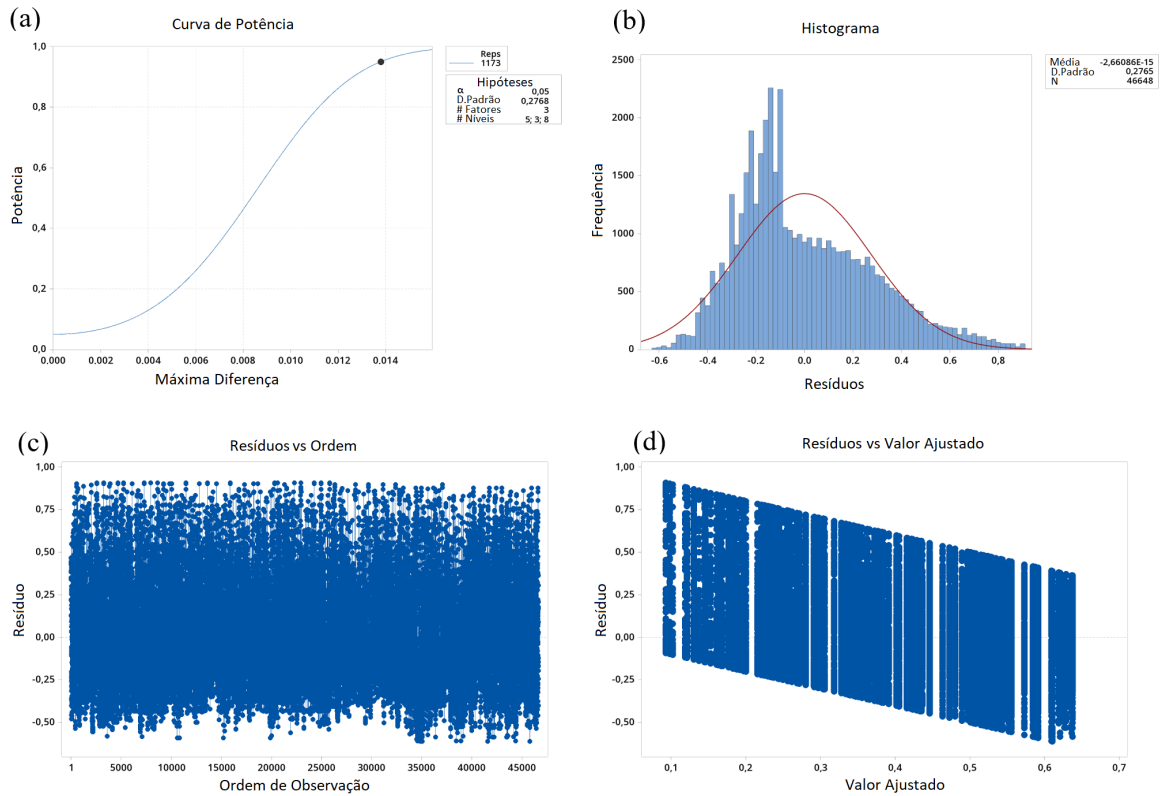 (a)
Curva de Potência
1,0
0,8
0,6
0,4
0,2
0,0
0.000 0.002 0.004 0.006 0.008 0.010 0.012 0.014
Potência
Máxima Diferença
Reps
1173
Hipóteses
α 0,05
D.Padrão 0,2768
# Fatores 3
# Níveis 5; 3; 8
(b)
Histograma
2500
2000
1500
1000
500
0
-0.6 -0.4 -0.2 0.0 0.2 0.4 0,6 0,8
Frequência
Resíduos
Média -2,66086E-15
D.Padrão 0,2765
N 46648
(c)
Resíduos vs Ordem
1,00
0,75
0,50
0,25
0,00
-0,25
-0,50
1 5000 10000 15000 20000 25000 30000 35000 40000 45000
Resíduo
Ordem de Observação
(d)
Resíduos vs Valor Ajustado
1,00
0,75
0,50
0,25
0,00
-0,25
-0,50
0,1 0,2 0,3 0,4 0,5 0,6 0,7
Resíduo
Valor Ajustado